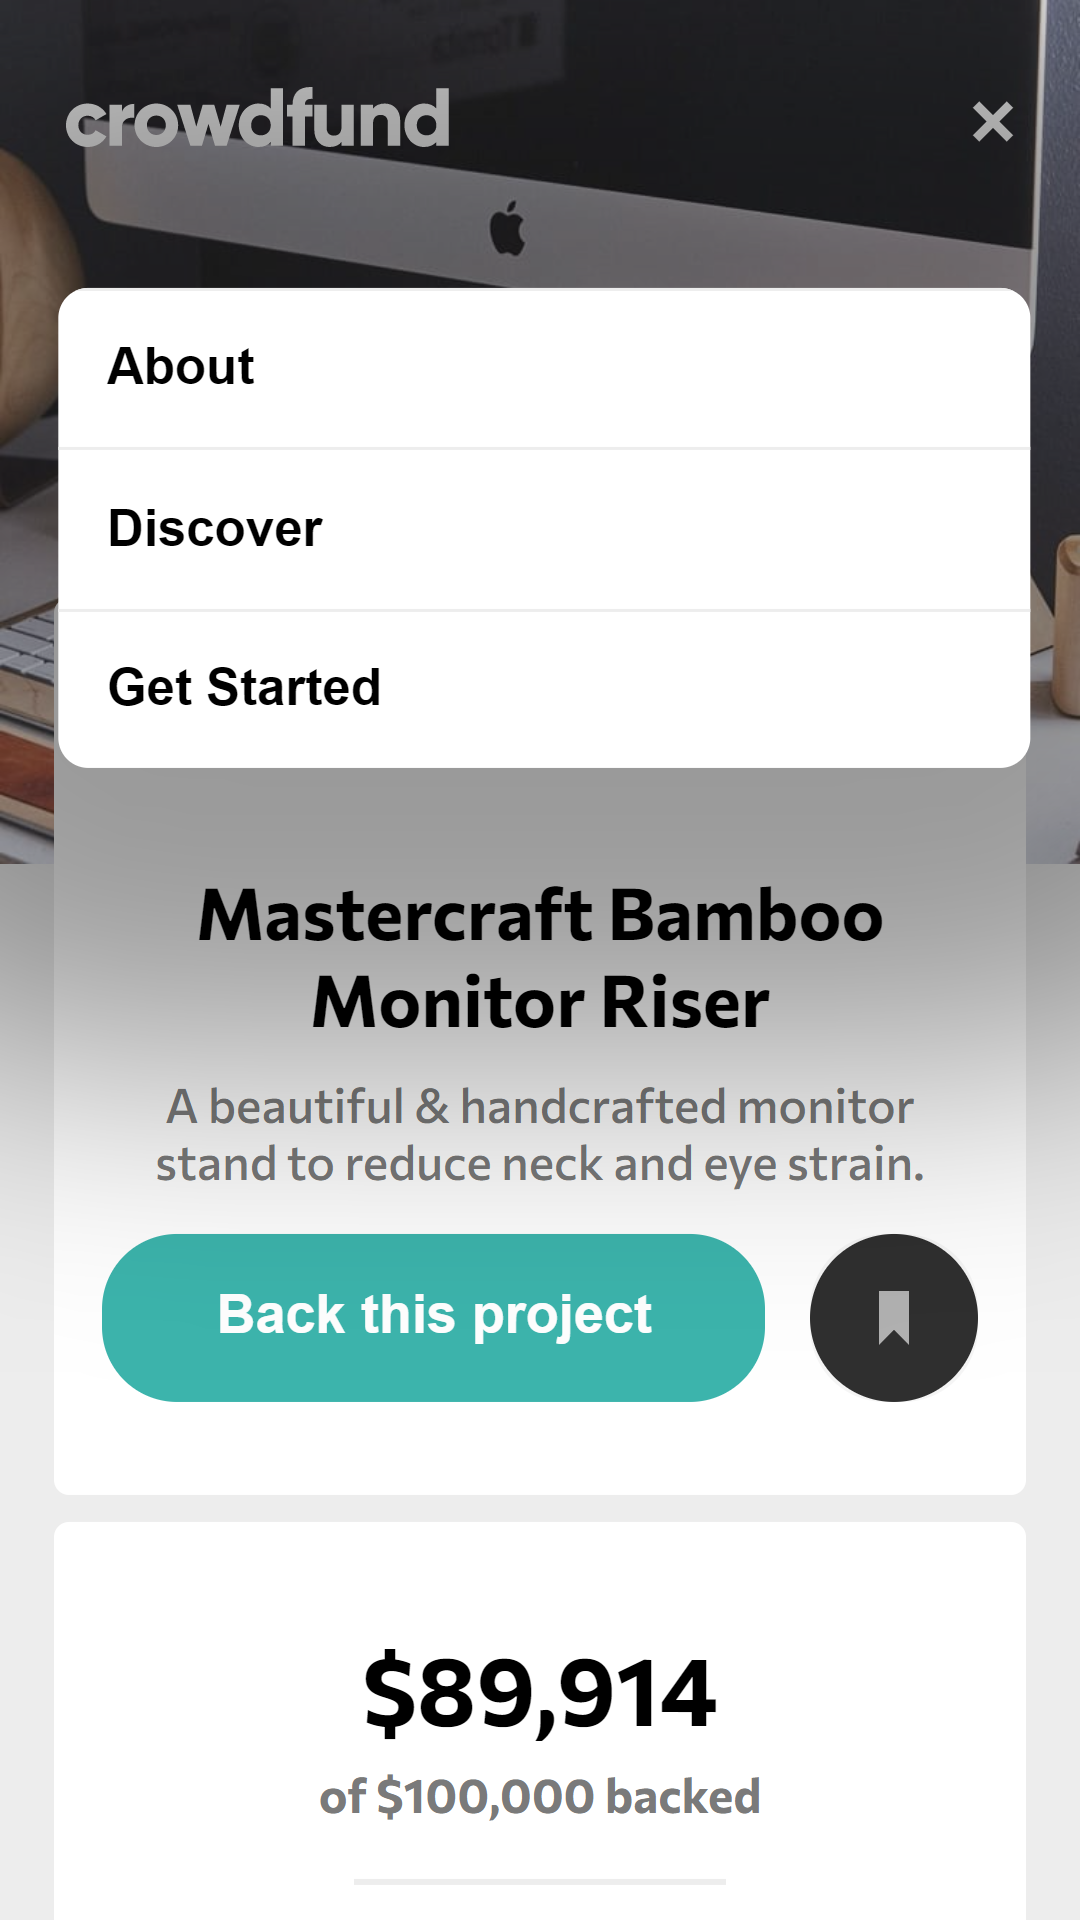 crowdfund
About
Discover
Get Started
Mastercraft Bamboo
Monitor Riser
A beautiful & handcrafted monitor
stand to reduce neck and eye strain.
Back this project
$89,914
of $100,000 backed